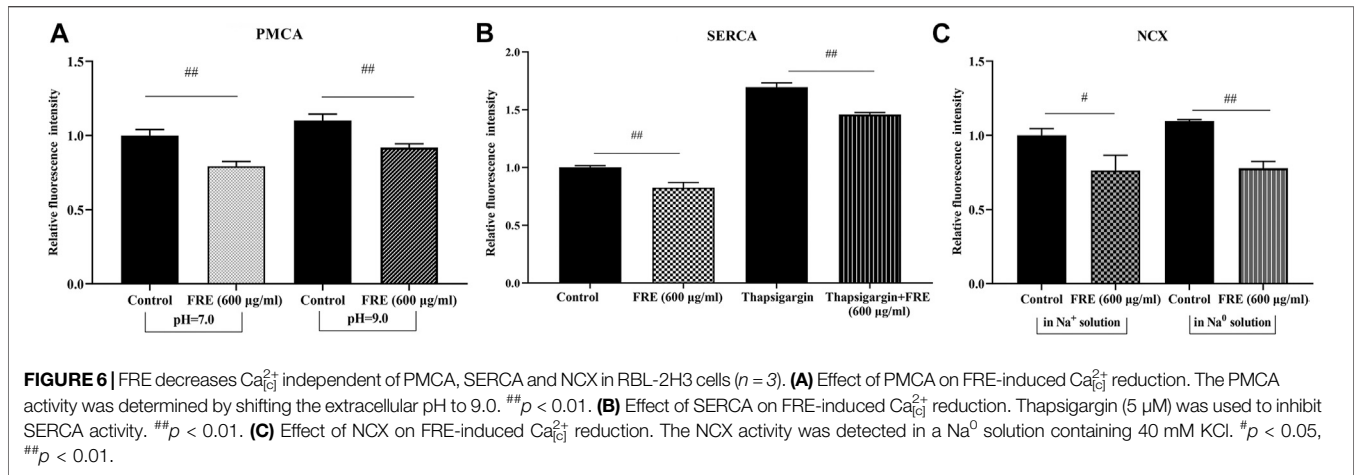 A
PMCA
Relative fluorescence intensity
1.5
1.0
0.5
0.0
##
##
Control
FRE (600 µg/ml)
Control
FRE (600 µg/ml)
pH=7.0
pH=9.0
B
SERCA
Relative fluorescence intensity
2.0
1.5
1.0
0.5
0.0
##
##
Control
FRE (600 µg/ml)
Thapsigargin
Thapsigargin+FRE
(600 µg/ml)
C
NCX
Relative fluorescence intensity
1.5
1.0
0.5
0.0
#
##
Control
FRE (600 µg/ml)
Control
FRE (600 µg/ml)
in Na⁺ solution
in Na⁰ solution
FIGURE 6 | FRE decreases Ca²⁺[c] independent of PMCA, SERCA and NCX in RBL-2H3 cells (n = 3). (A) Effect of PMCA on FRE-induced Ca²⁺[c] reduction. The PMCA
activity was determined by shifting the extracellular pH to 9.0. ##p < 0.01. (B) Effect of SERCA on FRE-induced Ca²⁺[c] reduction. Thapsigargin (5 µM) was used to inhibit
SERCA activity. ##p < 0.01. (C) Effect of NCX on FRE-induced Ca²⁺[c] reduction. The NCX activity was detected in a Na⁰ solution containing 40 mM KCl. #p < 0.05,
##p < 0.01.